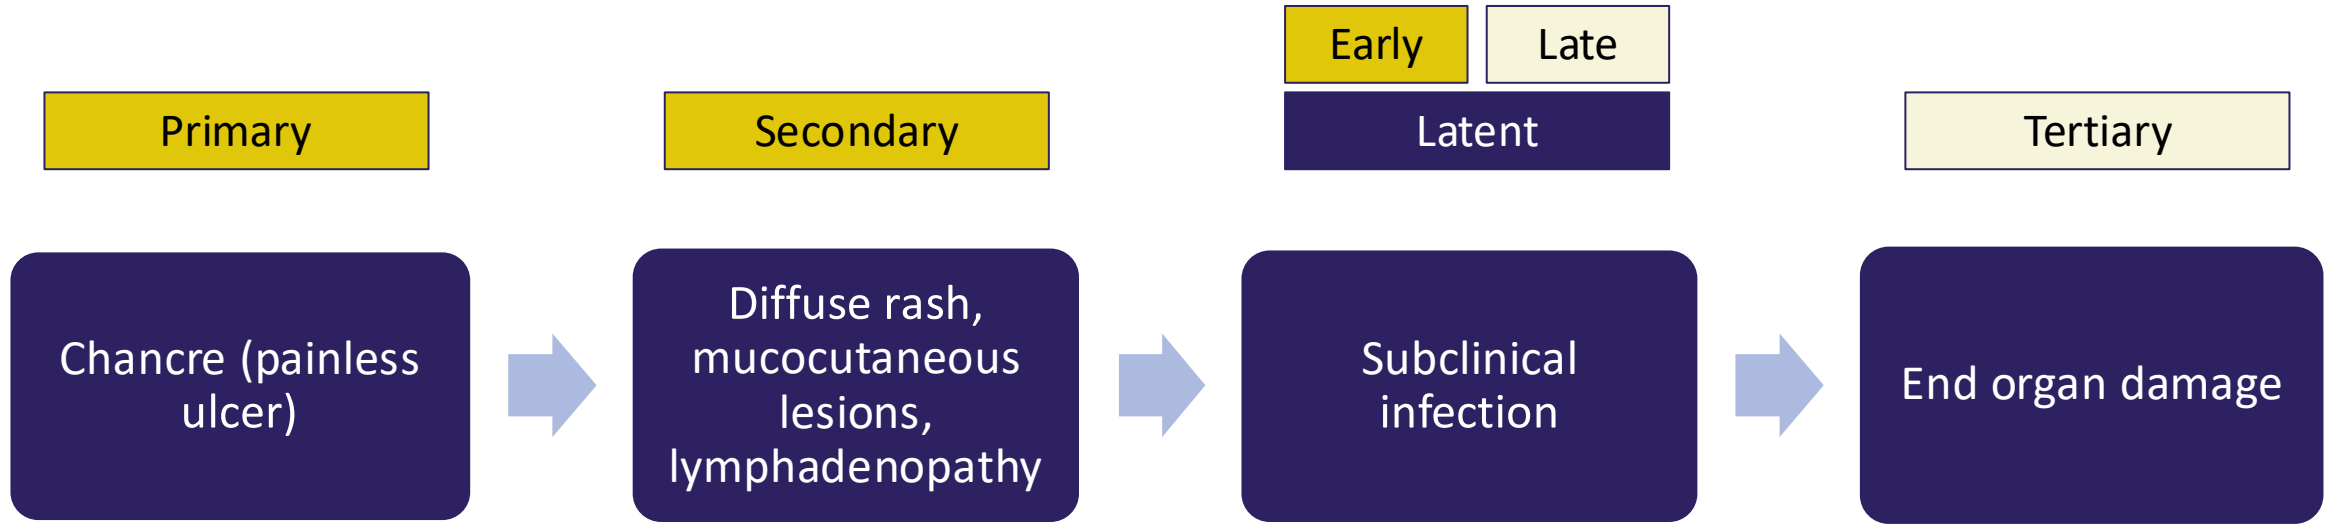 Early
Late
Primary
Secondary
Latent
Tertiary
Chancre (painless
ulcer)
Diffuse rash,
mucocutaneous
lesions,
lymphadenopathy
Subclinical
infection
End organ damage